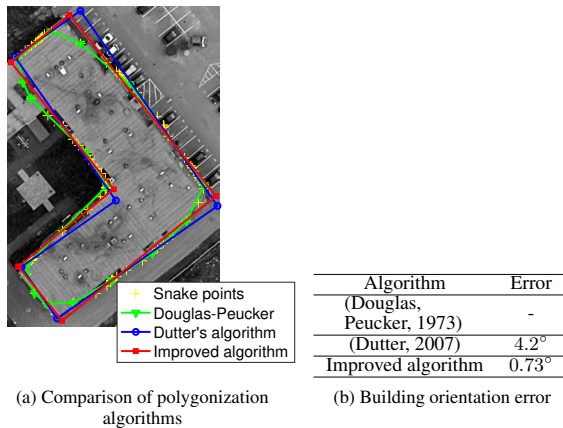 Snake points
Douglas-Peucker
Dutter's algorithm
Improved algorithm
(a) Comparison of polygonization
algorithms
Algorithm Error
(Douglas,
Peucker, 1973) -
(Dutter, 2007) 4.2°
Improved algorithm 0.73°
(b) Building orientation error